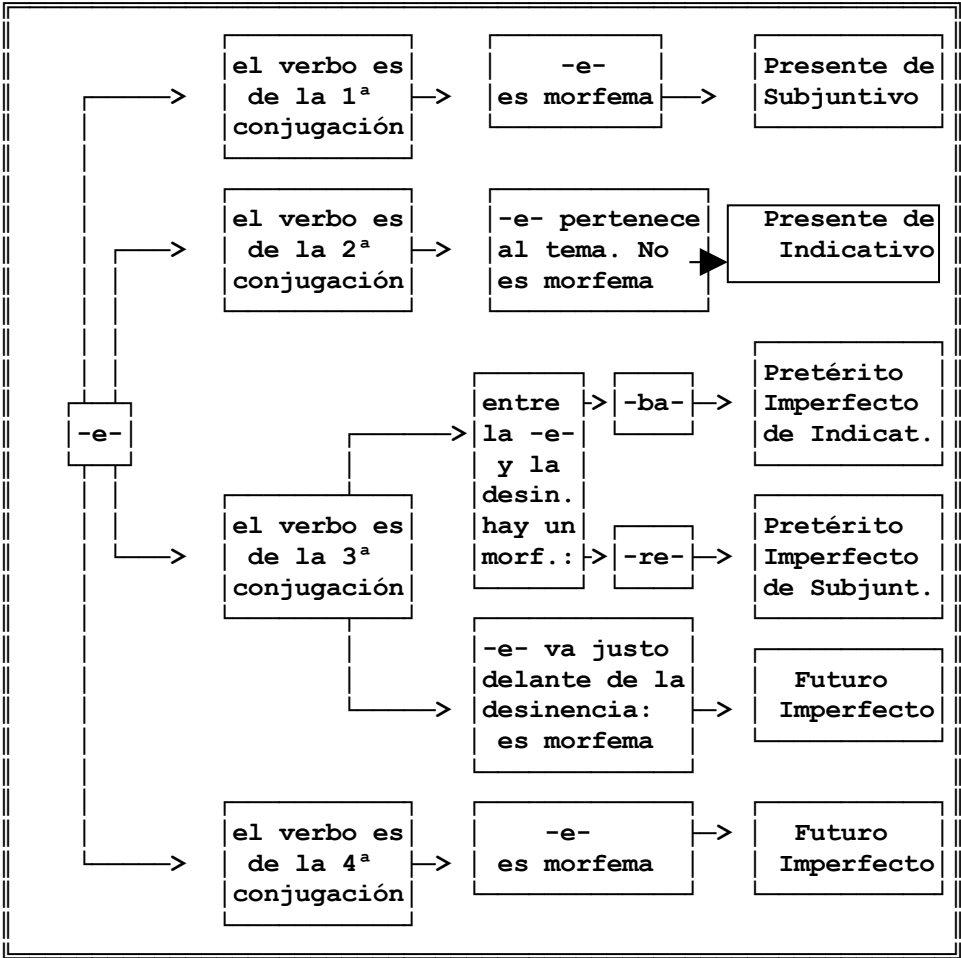 el verbo es
de la 1ª
conjugación
-e-
es morfema
Presente de
Subjuntivo
el verbo es
de la 2ª
conjugación
-e- pertenece
al tema. No
es morfema
Presente de
Indicativo
-e-
el verbo es
de la 3ª
conjugación
entre
la -e-
y la
desin.
hay un
morf.:
-ba-
Pretérito
Imperfecto
de Indicat.
-re-
Pretérito
Imperfecto
de Subjunt.
-e- va justo
delante de la
desinencia:
es morfema
Futuro
Imperfecto
el verbo es
de la 4ª
conjugación
-e-
es morfema
Futuro
Imperfecto